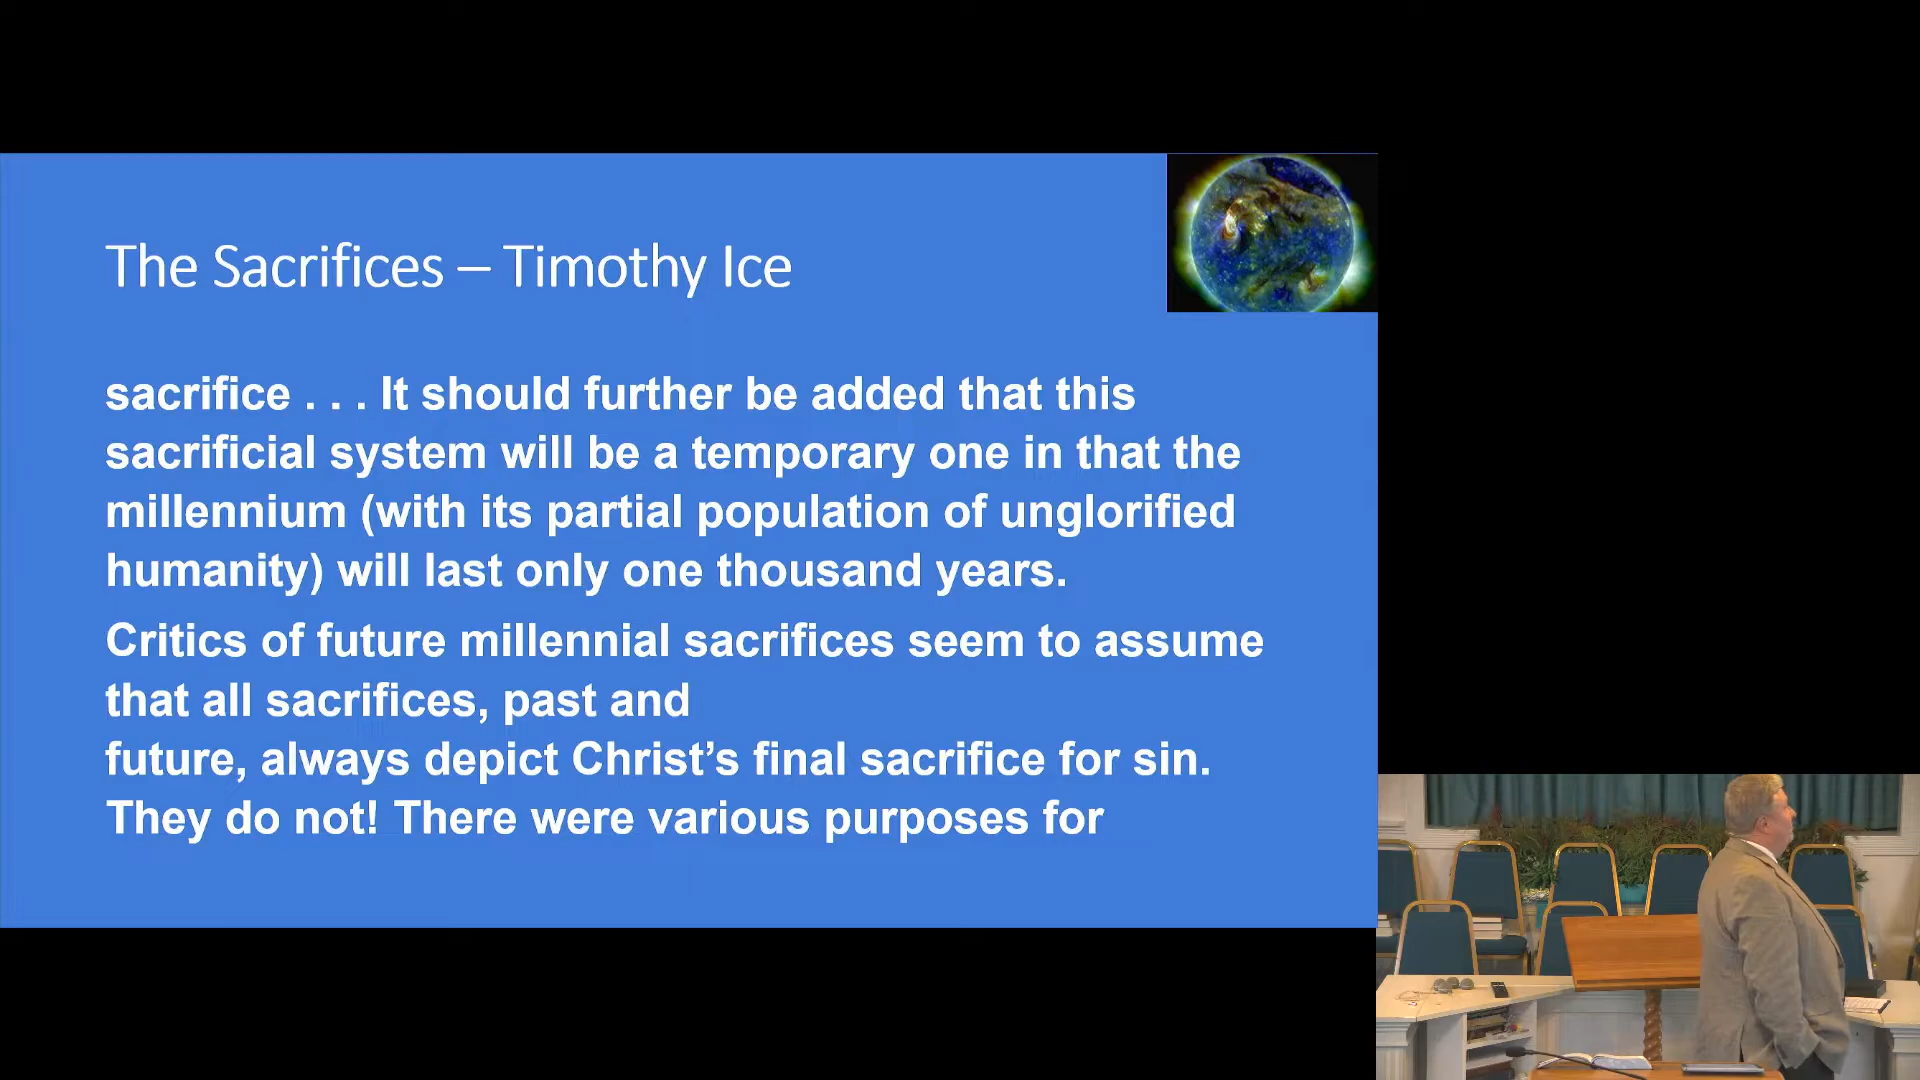 The Sacrifices – Timothy Ice
sacrifice . . . It should further be added that this
sacrificial system will be a temporary one in that the
millennium (with its partial population of unglorified
humanity) will last only one thousand years.
Critics of future millennial sacrifices seem to assume
that all sacrifices, past and
future, always depict Christ’s final sacrifice for sin.
They do not! There were various purposes for